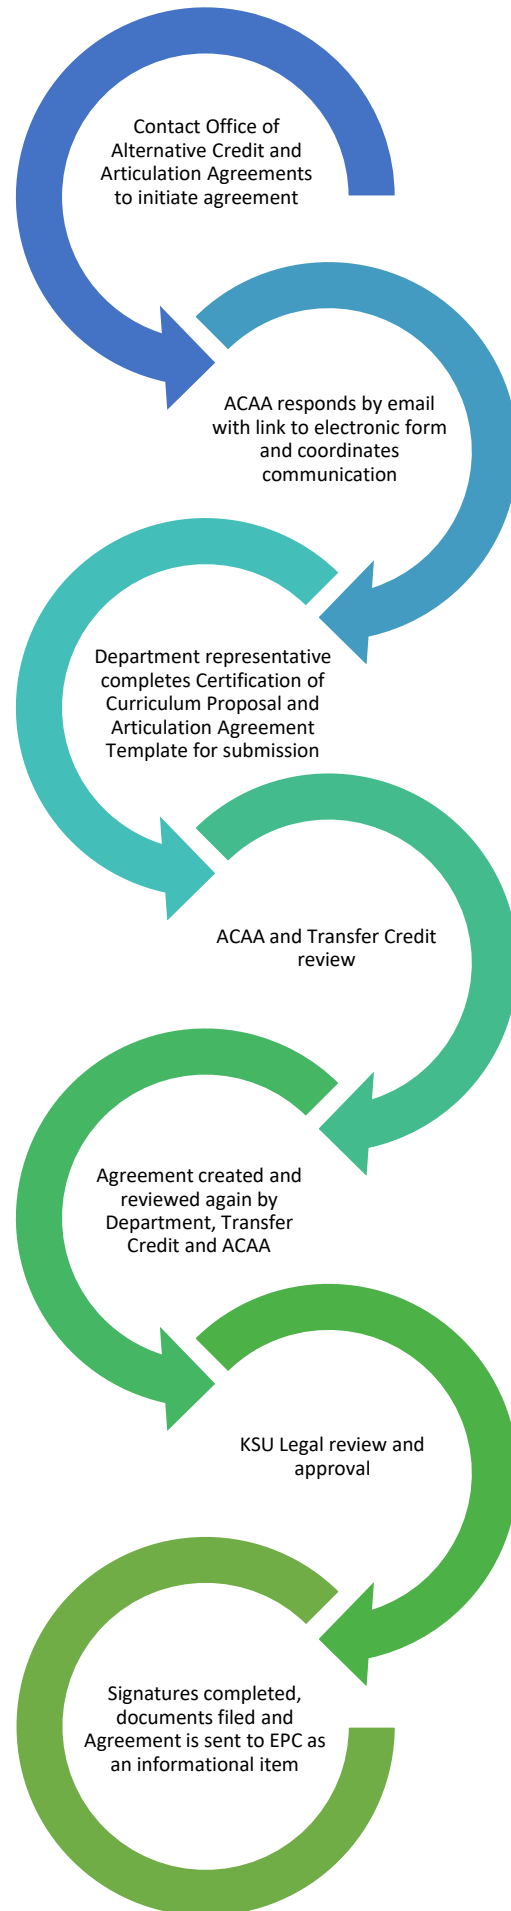 Contact Office of
Alternative Credit and
Articulation Agreements
to initiate agreement
ACAA responds by email
with link to electronic form
and coordinates
communication
Department representative
completes Certification of
Curriculum Proposal and
Articulation Agreement
Template for submission
ACAA and Transfer Credit
review
Agreement created and
reviewed again by
Department, Transfer
Credit and ACAA
KSU Legal review and
approval
Signatures completed,
documents filed and
Agreement is sent to EPC as
an informational item